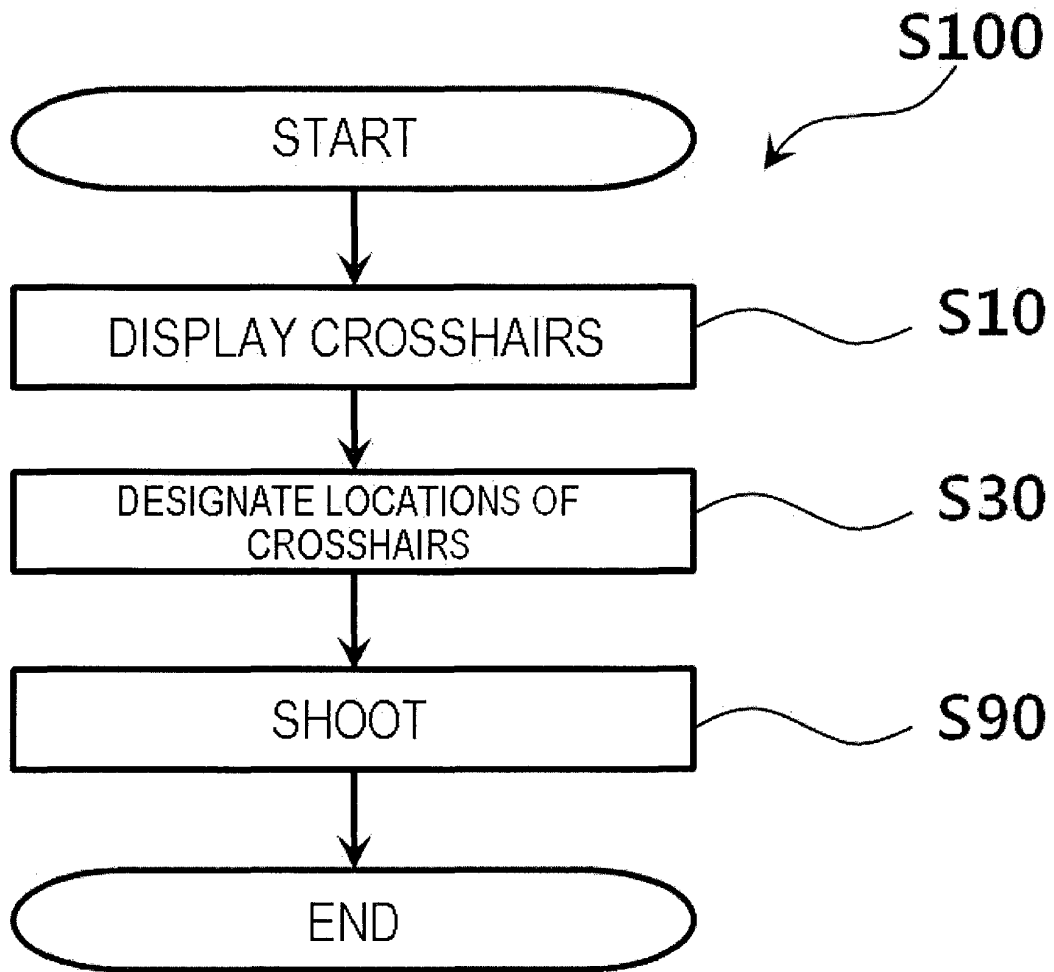 S100
START
DISPLAY CROSSHAIRS
S10
DESIGNATE LOCATIONS OF
CROSSHAIRS
S30
SHOOT
S90
END